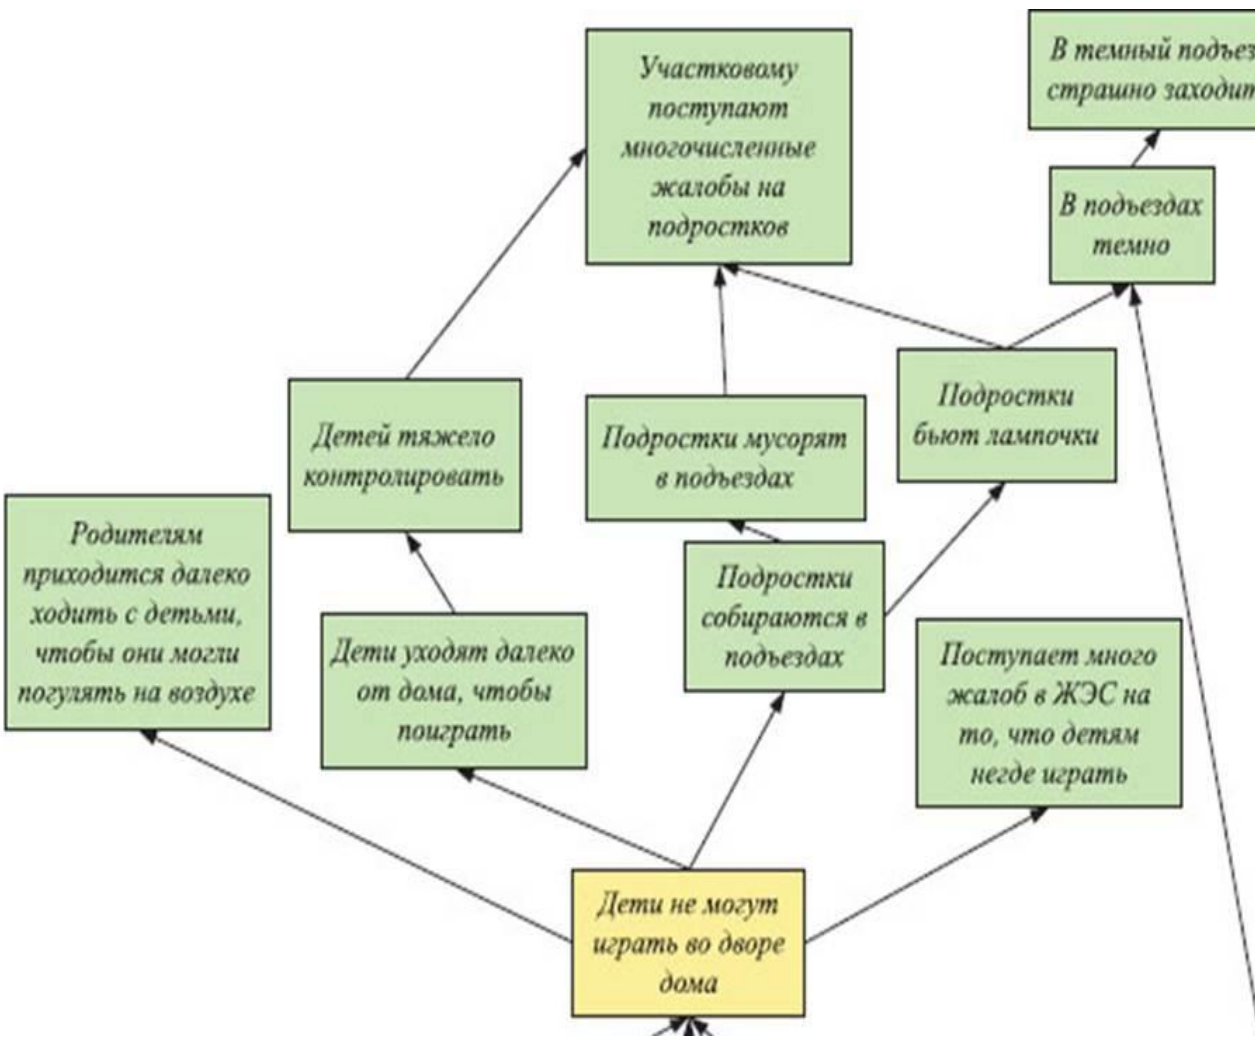 Участковому
поступают
многочисленные
жалобы на
подростков
В темный
страшно
В подъездах
темно
Детей тяжело
контролировать
Подростки мусорят
в подъездах
Подростки
бьют лампочки
Родителям
приходится далеко
ходить с детьми,
чтобы они могли
погулять на воздухе
Дети уходят далеко
от дома, чтобы
поиграть
Подростки
собираются в
подъездах
Поступает много
жалоб в ЖЭС на
то, что детям
негде играть
Дети не могут
играть во дворе
дома